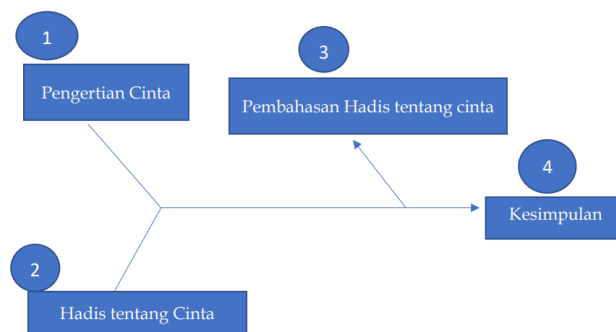 1
Pengertian Cinta
3
Pembahasan Hadis tentang cinta
4
Kesimpulan
2
Hadis tentang Cinta